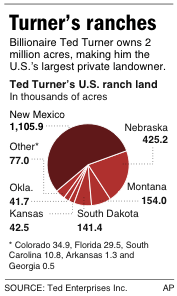 Turner's ranches
Billionaire Ted Turner owns 2
million acres, making him the
U.S.'s largest private landowner.
Ted Turner's U.S. ranch land
In thousands of acres
New Mexico
1,105.9
Nebraska
425.2
Other*
77.0
Montana
154.0
Okla.
41.7
Kansas
42.5
South Dakota
141.4
* Colorado 34.9, Florida 29.5, South
Carolina 10.8, Arkansas 1.3 and
Georgia 0.5
SOURCE: Ted Enterprises Inc. AP